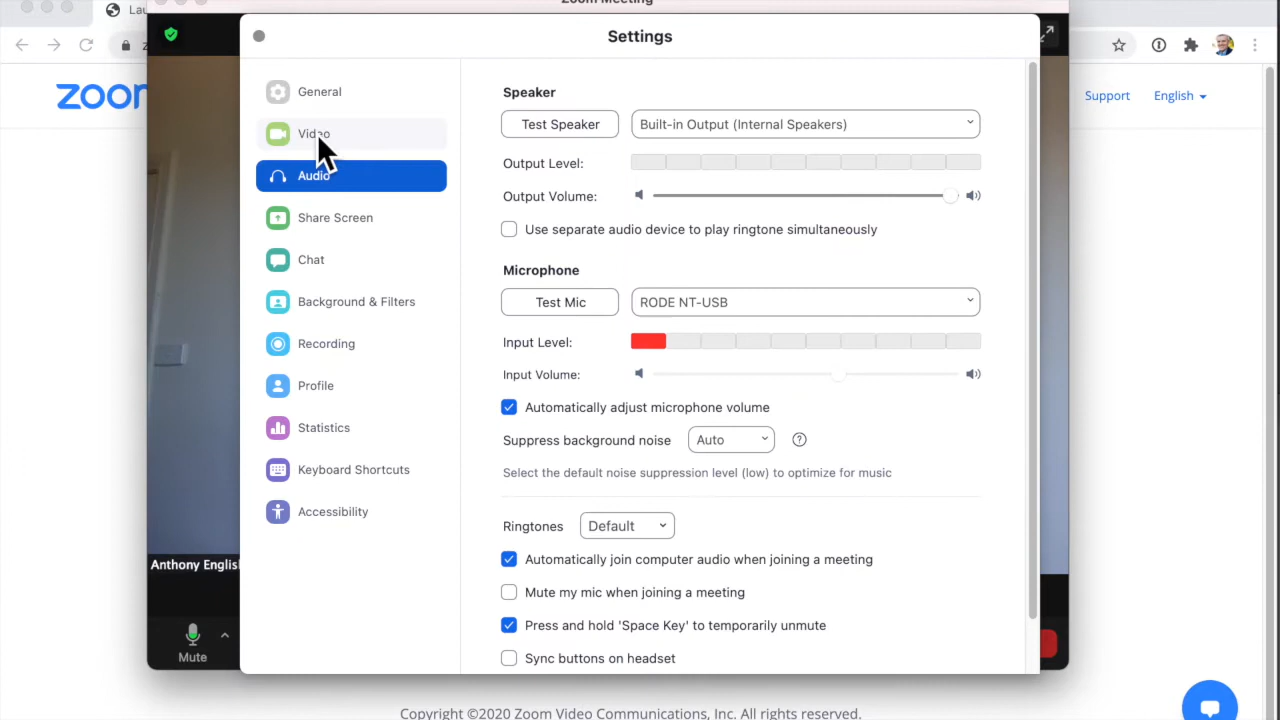 Zoom Meeting
Lau
zoom
Support
English
Settings
General
Video
Audio
Share Screen
Chat
Background & Filters
Recording
Profile
Statistics
Keyboard Shortcuts
Accessibility
Speaker
Test Speaker
Built-in Output (Internal Speakers)
Output Level:
Output Volume:
Use separate audio device to play ringtone simultaneously
Microphone
Test Mic
RODE NT-USB
Input Level:
Input Volume:
Automatically adjust microphone volume
Suppress background noise Auto
Select the default noise suppression level (low) to optimize for music
Ringtones Default
Automatically join computer audio when joining a meeting
Mute my mic when joining a meeting
Press and hold 'Space Key' to temporarily unmute
Sync buttons on headset
Anthony English
Mute
Copyright ©2020 Zoom Video Communications, Inc. All rights reserved.